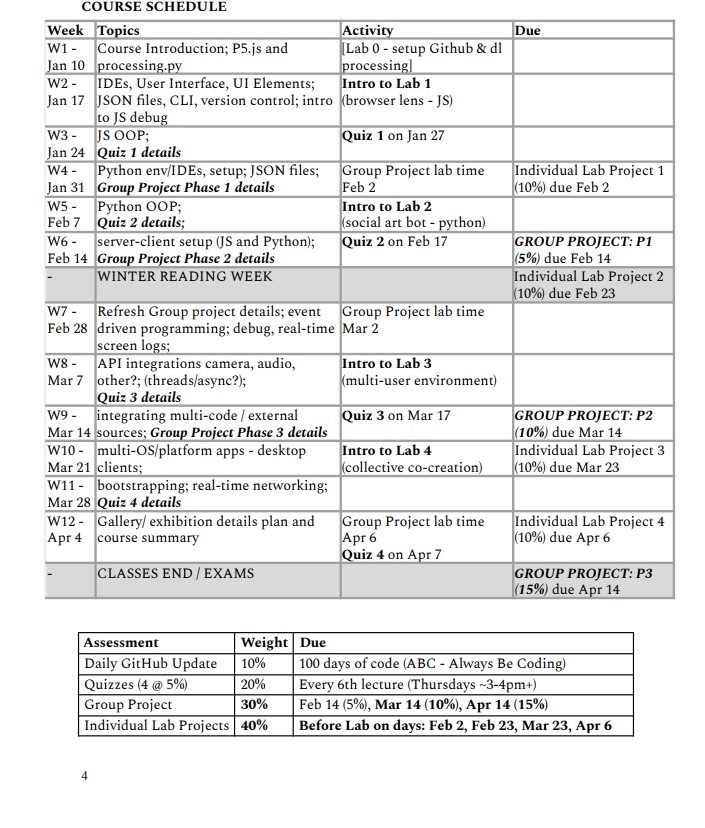 COURSE SCHEDULE
Week Topics Activity Due
W1 - Course Introduction; P5.js and [Lab 0 - setup Github & dl
Jan 10 processing.py processing]
W2 - IDEs, User Interface, UI Elements; Intro to Lab 1
Jan 17 JSON files, CLI, version control; intro (browser lens - JS)
to JS debug
W3 - JS OOP; Quiz 1 on Jan 27
Jan 24 Quiz 1 details
W4 - Python env/IDEs, setup; JSON files; Group Project lab time Individual Lab Project 1
Jan 31 Group Project Phase 1 details Feb 2 (10%) due Feb 2
W5 - Python OOP; Intro to Lab 2
Feb 7 Quiz 2 details; (social art bot - python)
W6 - server-client setup (JS and Python); Quiz 2 on Feb 17 GROUP PROJECT: P1
Feb 14 Group Project Phase 2 details (5%) due Feb 14
- WINTER READING WEEK Individual Lab Project 2
(10%) due Feb 23
W7 - Refresh Group project details; event Group Project lab time
Feb 28 driven programming; debug, real-time Mar 2
screen logs;
W8 - API integrations camera, audio, Intro to Lab 3
Mar 7 other?; (threads/async?); (multi-user environment)
Quiz 3 details
W9 - integrating multi-code / external Quiz 3 on Mar 17 GROUP PROJECT: P2
Mar 14 sources; Group Project Phase 3 details (10%) due Mar 14
W10 - multi-OS/platform apps - desktop Intro to Lab 4 Individual Lab Project 3
Mar 21 clients; (collective co-creation) (10%) due Mar 23
W11 - bootstrapping; real-time networking;
Mar 28 Quiz 4 details
W12 - Gallery/ exhibition details plan and Group Project lab time Individual Lab Project 4
Apr 4 course summary Apr 6 (10%) due Apr 6
Quiz 4 on Apr 7
- CLASSES END / EXAMS GROUP PROJECT: P3
(15%) due Apr 14
Assessment Weight Due
Daily GitHub Update 10% 100 days of code (ABC - Always Be Coding)
Quizzes (4 @ 5%) 20% Every 6th lecture (Thursdays ~3-4pm+)
Group Project 30% Feb 14 (5%), Mar 14 (10%), Apr 14 (15%)
Individual Lab Projects 40% Before Lab on days: Feb 2, Feb 23, Mar 23, Apr 6
4